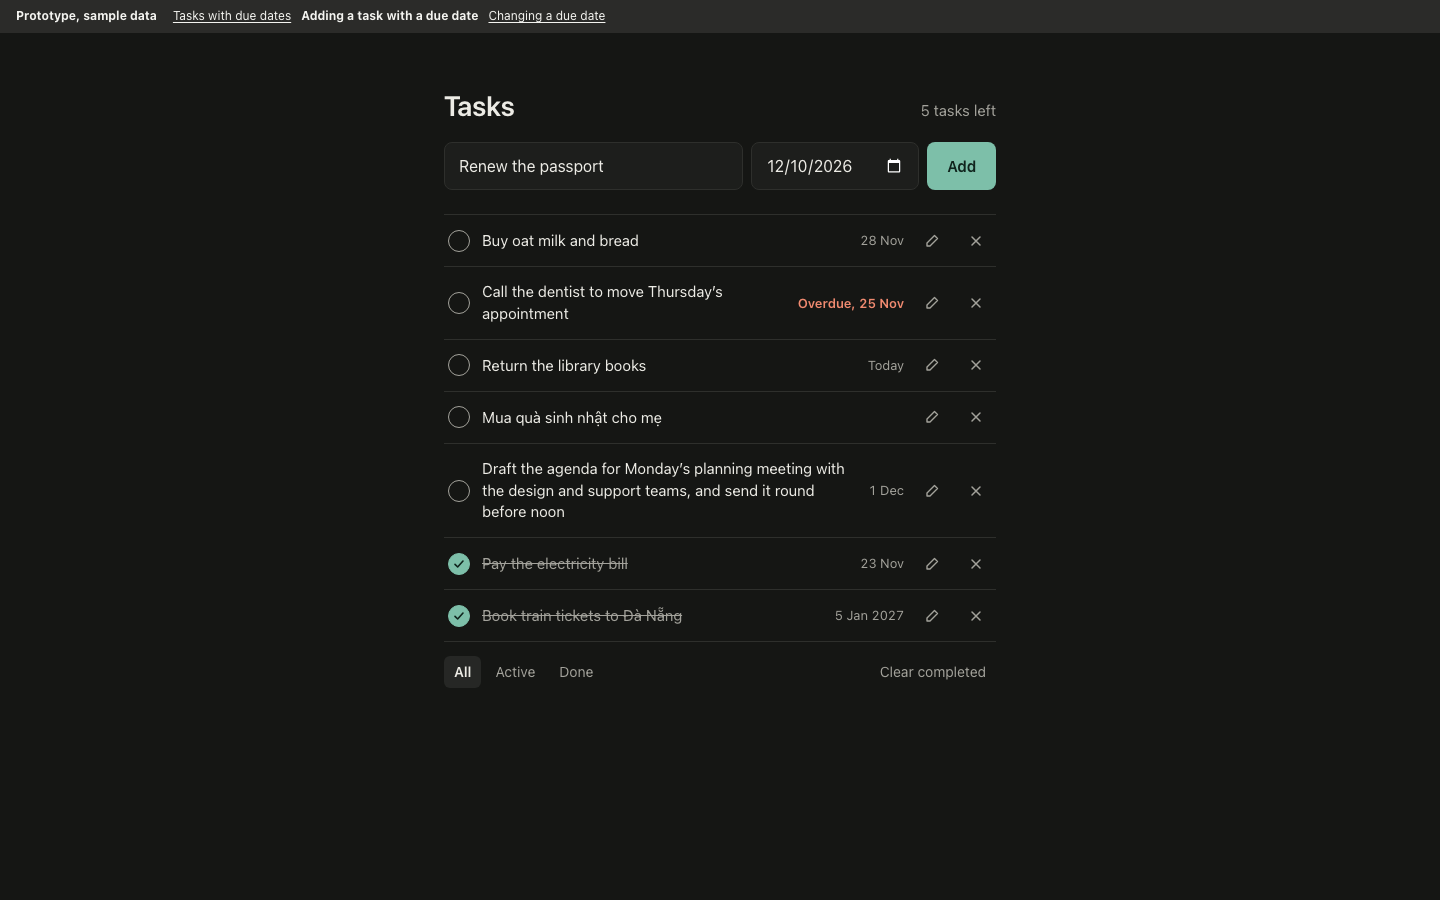 Prototype, sample data Tasks with due dates Adding a task with a due date Changing a due date
Tasks
5 tasks left
Renew the passport 12/10/2026 Add
Buy oat milk and bread 28 Nov
Call the dentist to move Thursday’s
appointment
Overdue, 25 Nov
Return the library books Today
Mua quà sinh nhật cho mẹ
Draft the agenda for Monday’s planning meeting with
the design and support teams, and send it round
before noon
1 Dec
Pay the electricity bill 23 Nov
Book train tickets to Đà Nẵng 5 Jan 2027
All Active Done Clear completed